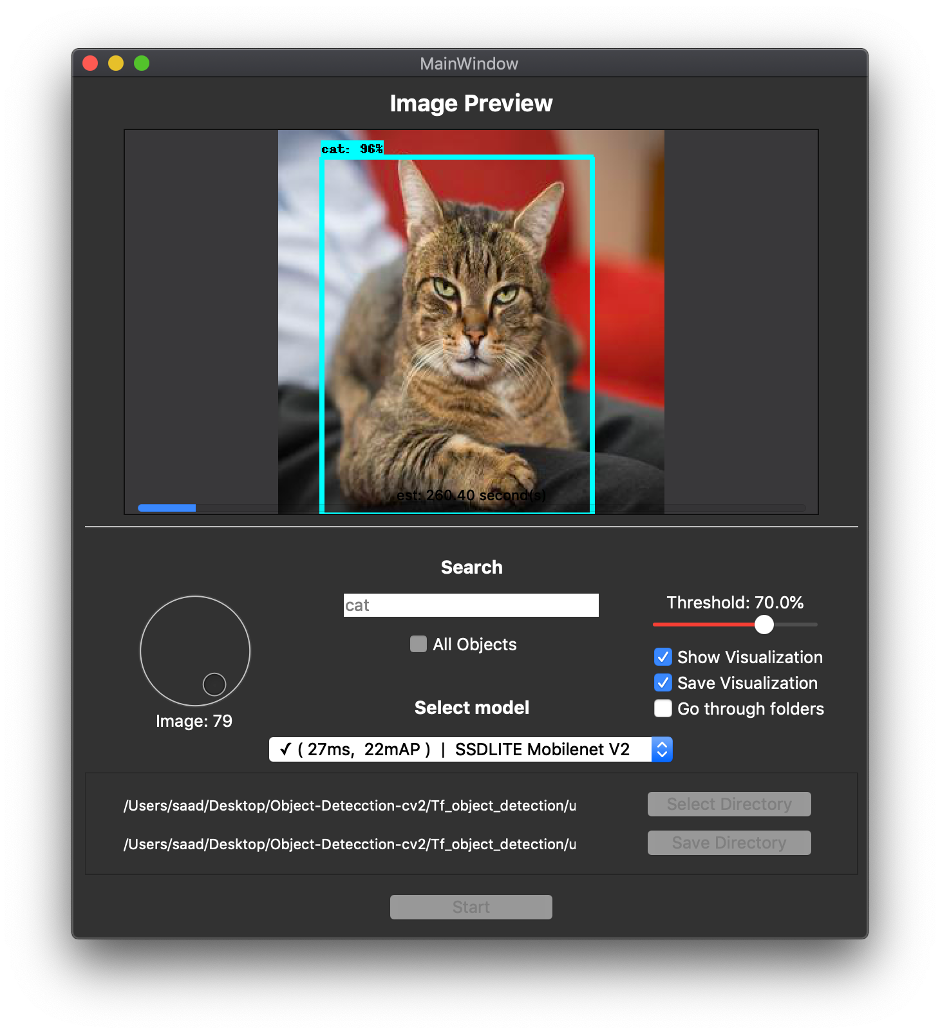 MainWindow
Image Preview
cat: 96%
est: 260.40 second(s)
Search
cat
All Objects
Threshold: 70.0%
Show Visualization
Save Visualization
Go through folders
Image: 79
Select model
✓ ( 27ms, 22mAP ) | SSDLITE Mobilenet V2
/Users/saad/Desktop/Object-Detecction-cv2/Tf_object_detection/u
Select Directory
/Users/saad/Desktop/Object-Detecction-cv2/Tf_object_detection/u
Save Directory
Start